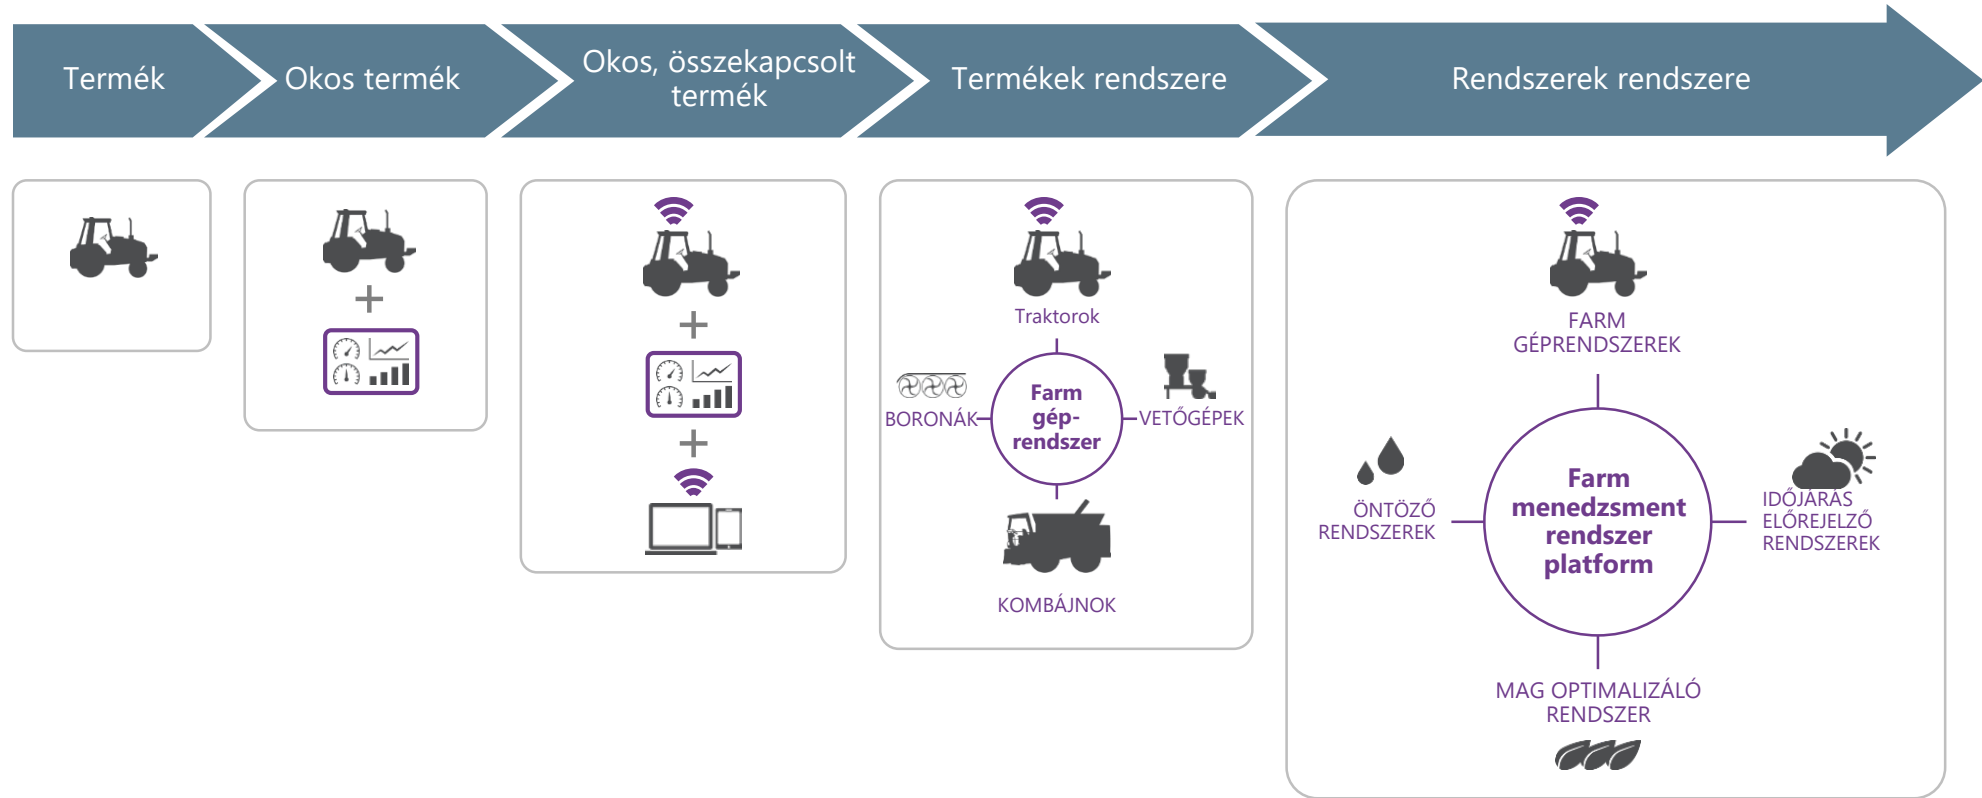 Termék
Okos termék
Okos, összekapcsolt
termék
Termékek rendszere
Rendszerek rendszere
Traktorok
BORONÁK
Farm
gép-
rendszer
VETŐGÉPEK
KOMBÁJNOK
FARM
GÉPRENDSZEREK
ÖNTÖZŐ
RENDSZEREK
Farm
menedzsment
rendszer
platform
IDŐJÁRÁS
ELŐREJELZŐ
RENDSZEREK
MAG OPTIMALIZÁLÓ
RENDSZER